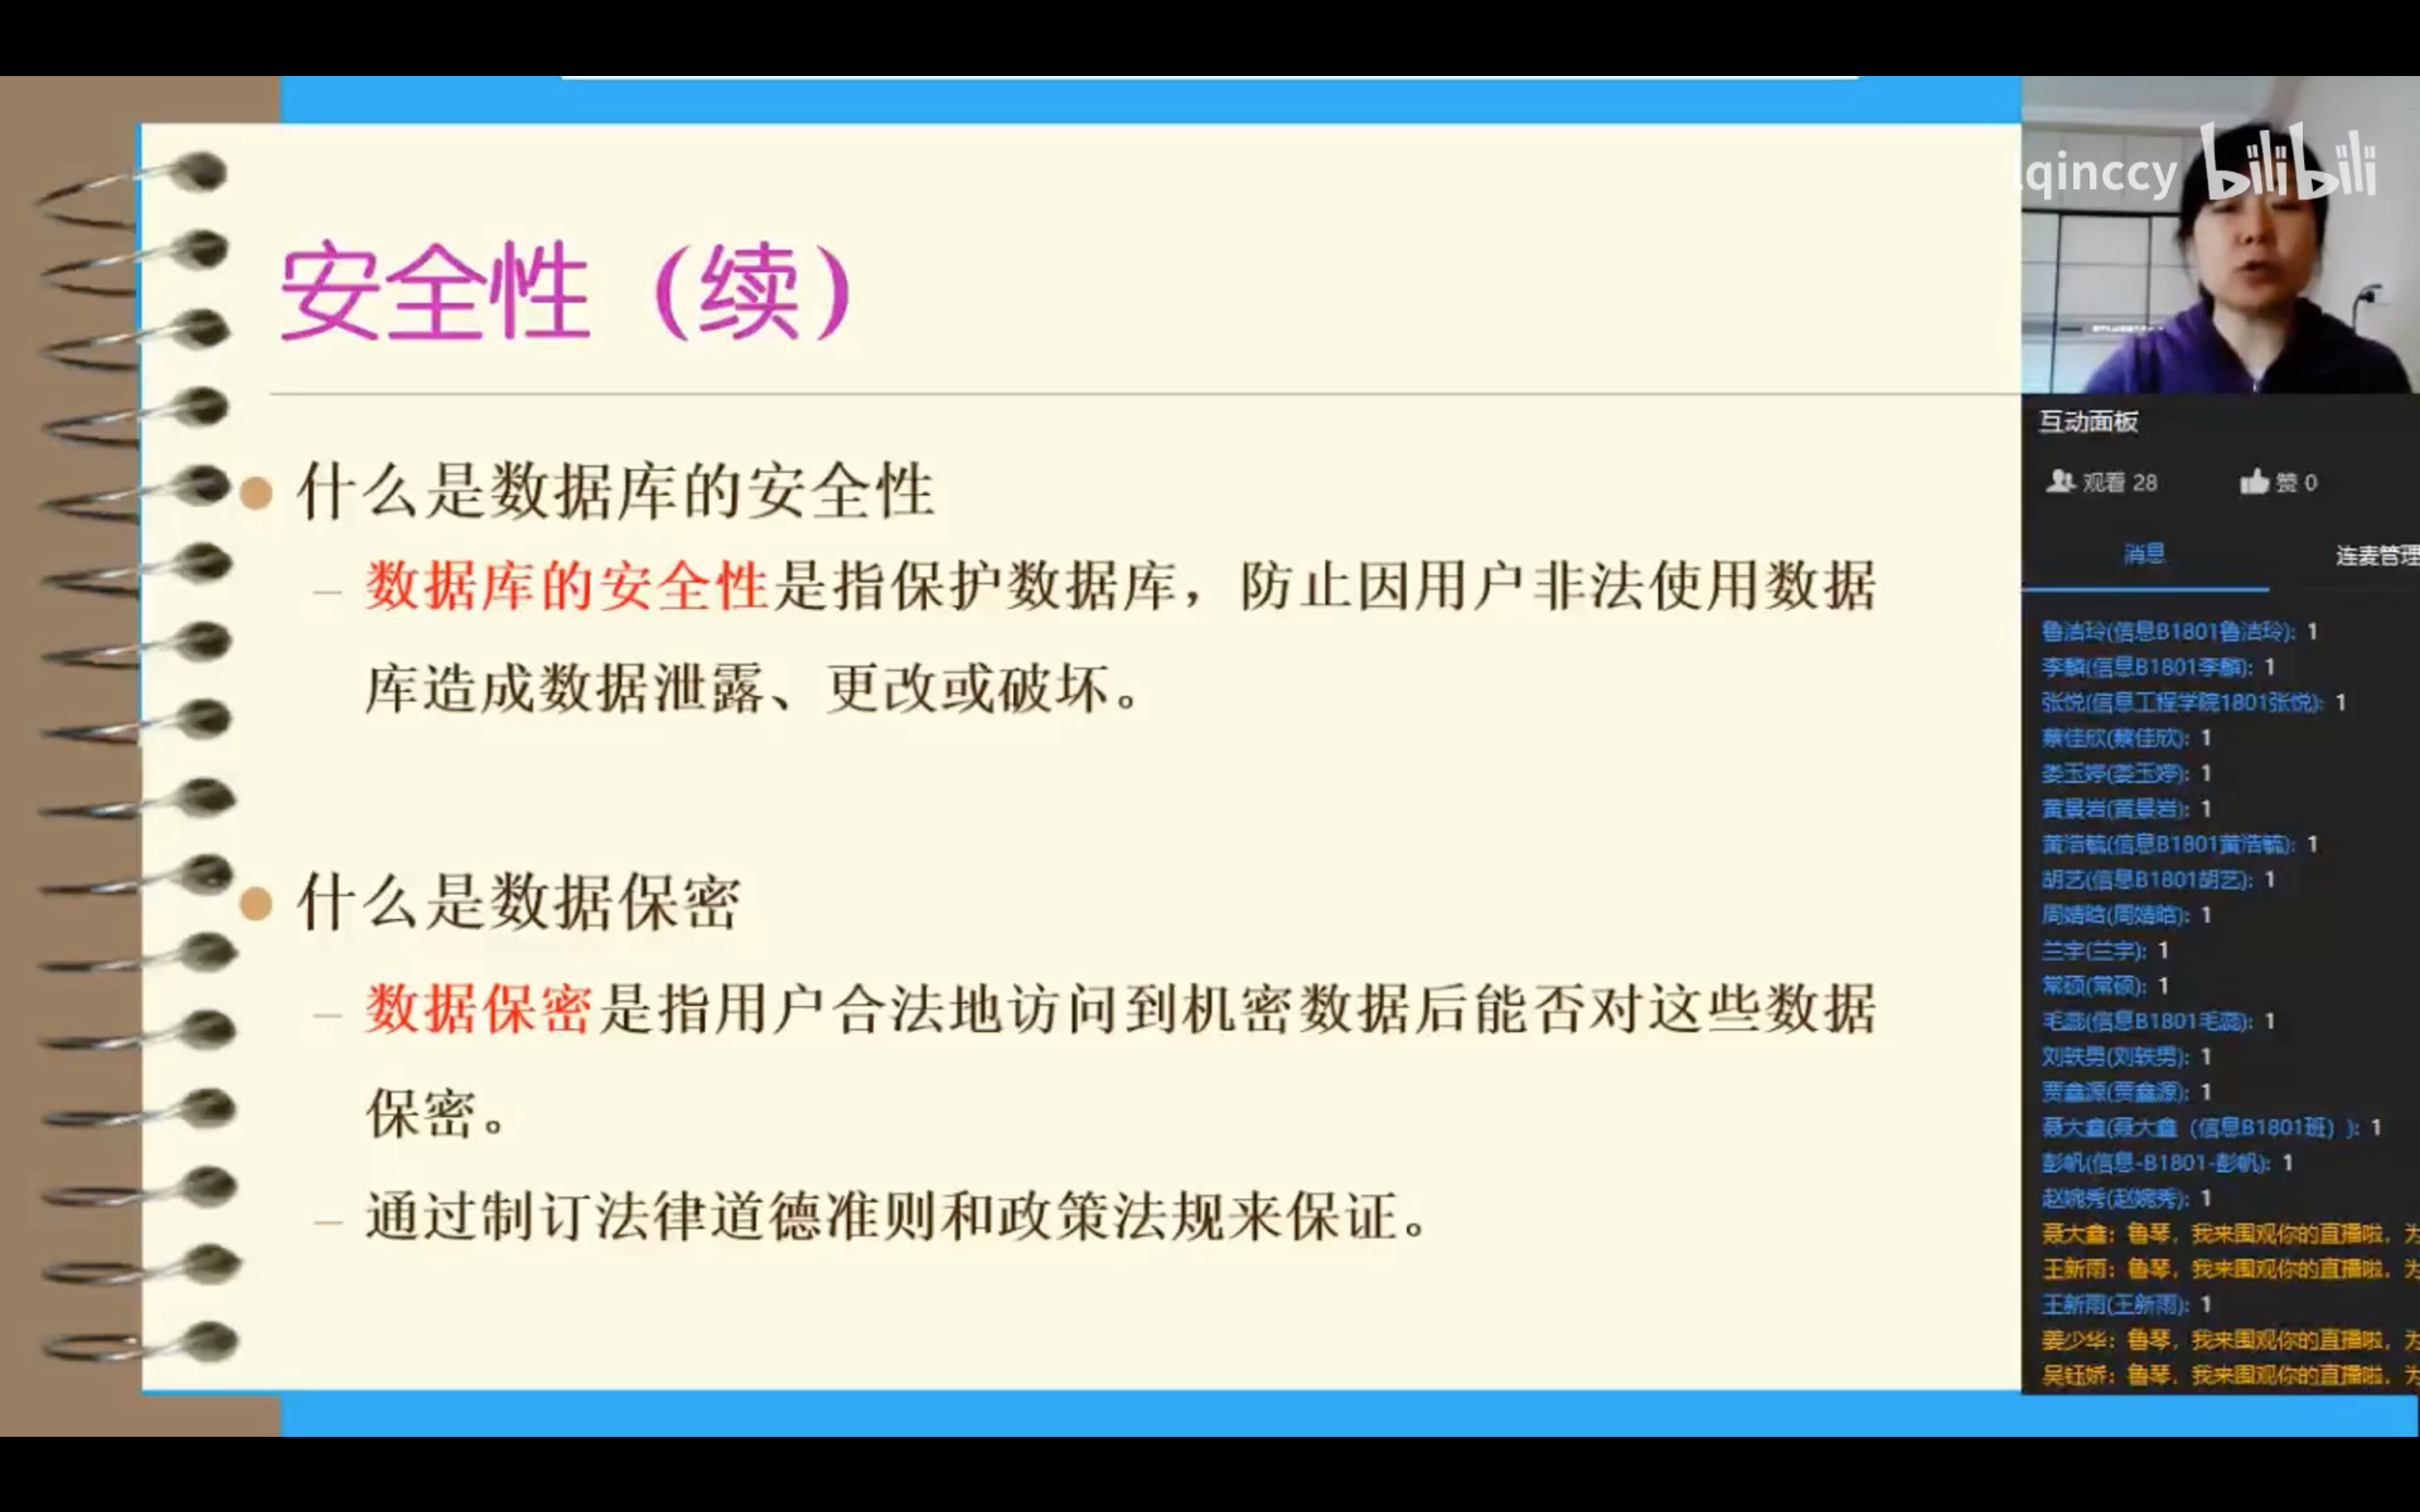 安全性（续）
什么是数据库的安全性
– 数据库的安全性是指保护数据库，防止因用户非法使用数据
库造成数据泄露、更改或破坏。
什么是数据保密
– 数据保密是指用户合法地访问到机密数据后能否对这些数据
保密。
– 通过制订法律道德准则和政策法规来保证。
lqinccy bilibili
互动面板
观看 28 赞 0
消息 连麦管理
鲁洁玲(信息B1801鲁洁玲): 1
李麟(信息B1801李麟): 1
张悦(信息工程学院1801张悦): 1
蔡佳欣(蔡佳欣): 1
娄玉婷(娄玉婷): 1
黄景岩(黄景岩): 1
黄浩毓(信息B1801黄浩毓): 1
胡艺(信息B1801胡艺): 1
周婧晗(周婧晗): 1
兰宇(兰宇): 1
常硕(常硕): 1
毛蕊(信息B1801毛蕊): 1
刘轶男(刘轶男): 1
贾鑫源(贾鑫源): 1
聂大鑫(聂大鑫（信息B1801班）): 1
彭帆(信息-B1801-彭帆): 1
赵婉秀(赵婉秀): 1
聂大鑫：鲁琴，我来围观你的直播啦，为
王新雨：鲁琴，我来围观你的直播啦，为
王新雨(王新雨): 1
姜少华：鲁琴，我来围观你的直播啦，为
吴钰娇：鲁琴，我来围观你的直播啦，为